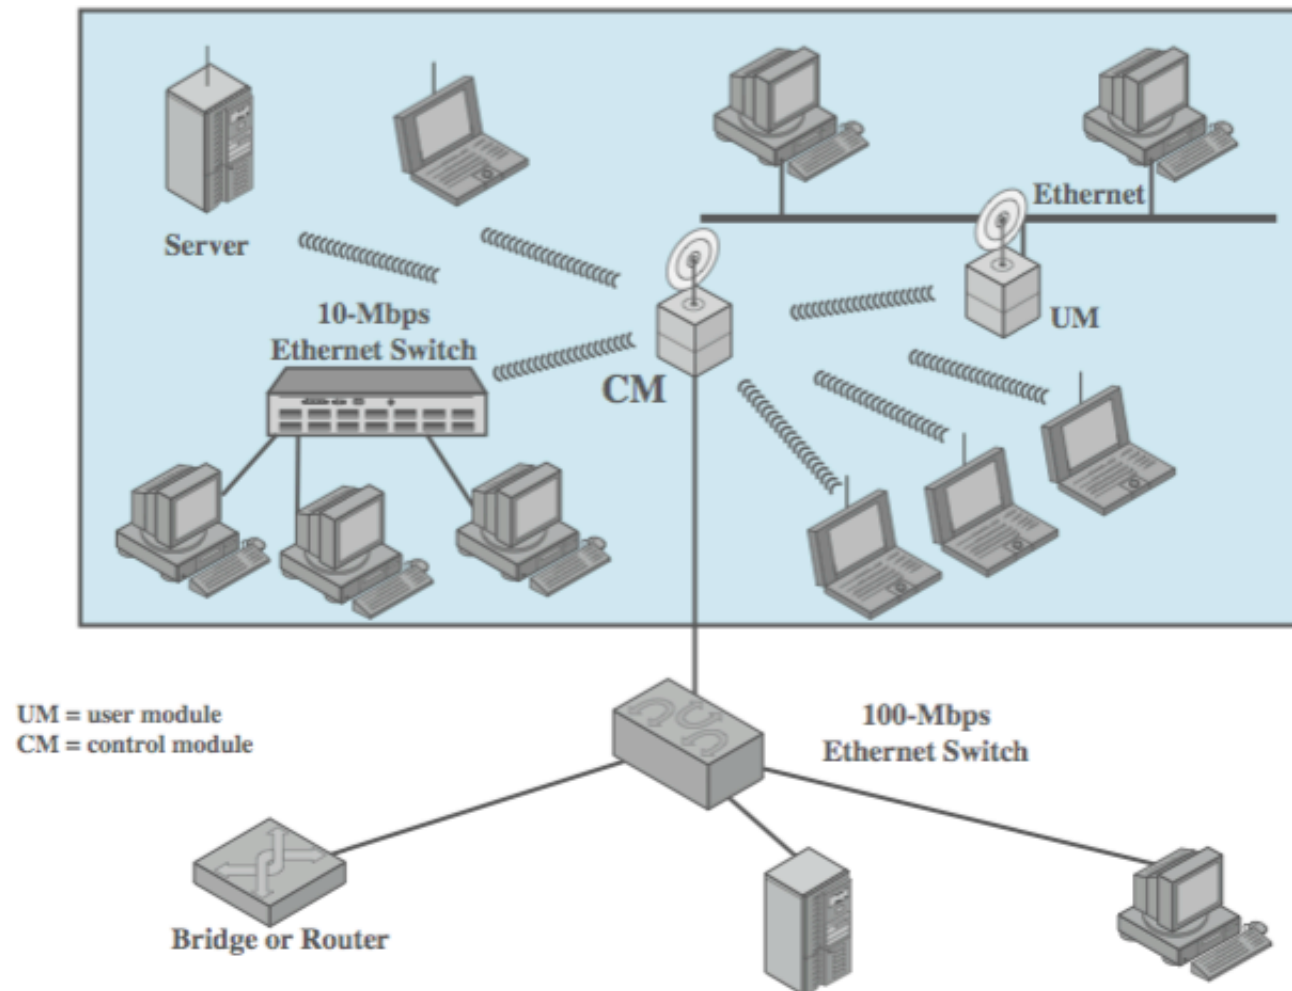 Ethernet
Server
10-Mbps
Ethernet Switch
UM
CM
UM = user module
CM = control module
100-Mbps
Ethernet Switch
Bridge or Router